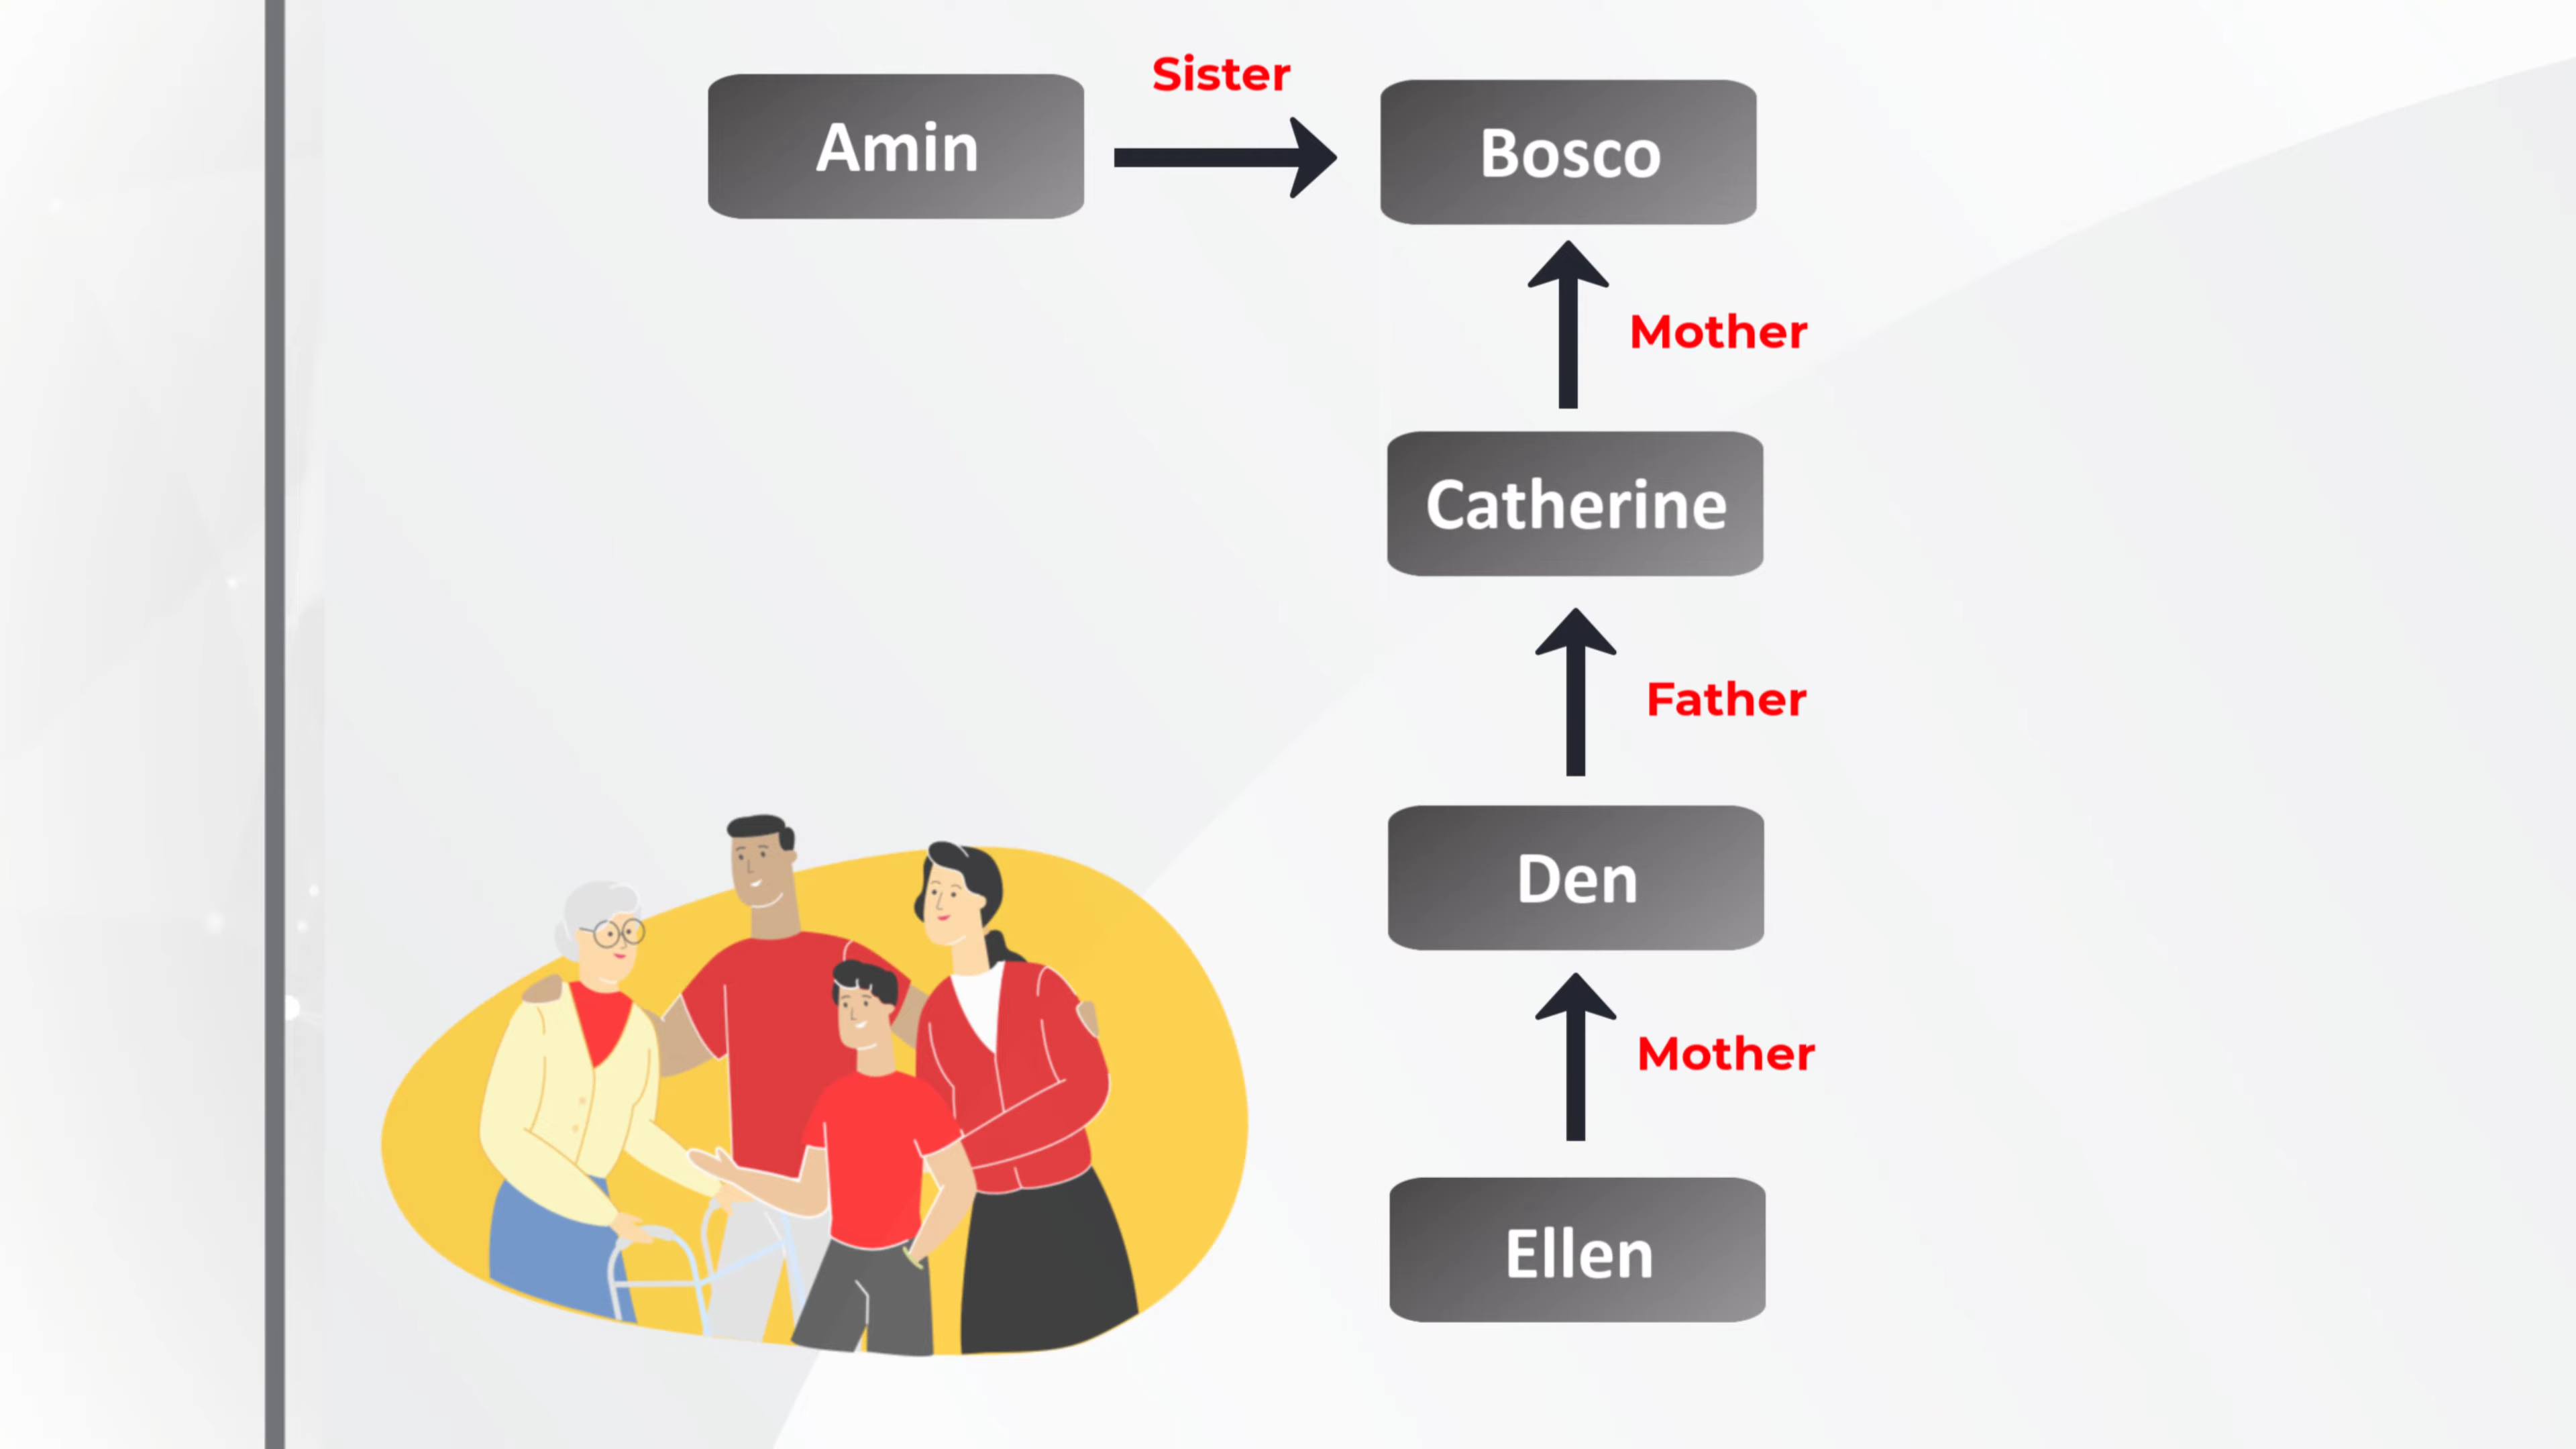 Sister
Amin
Bosco
Mother
Catherine
Father
Den
Mother
Ellen